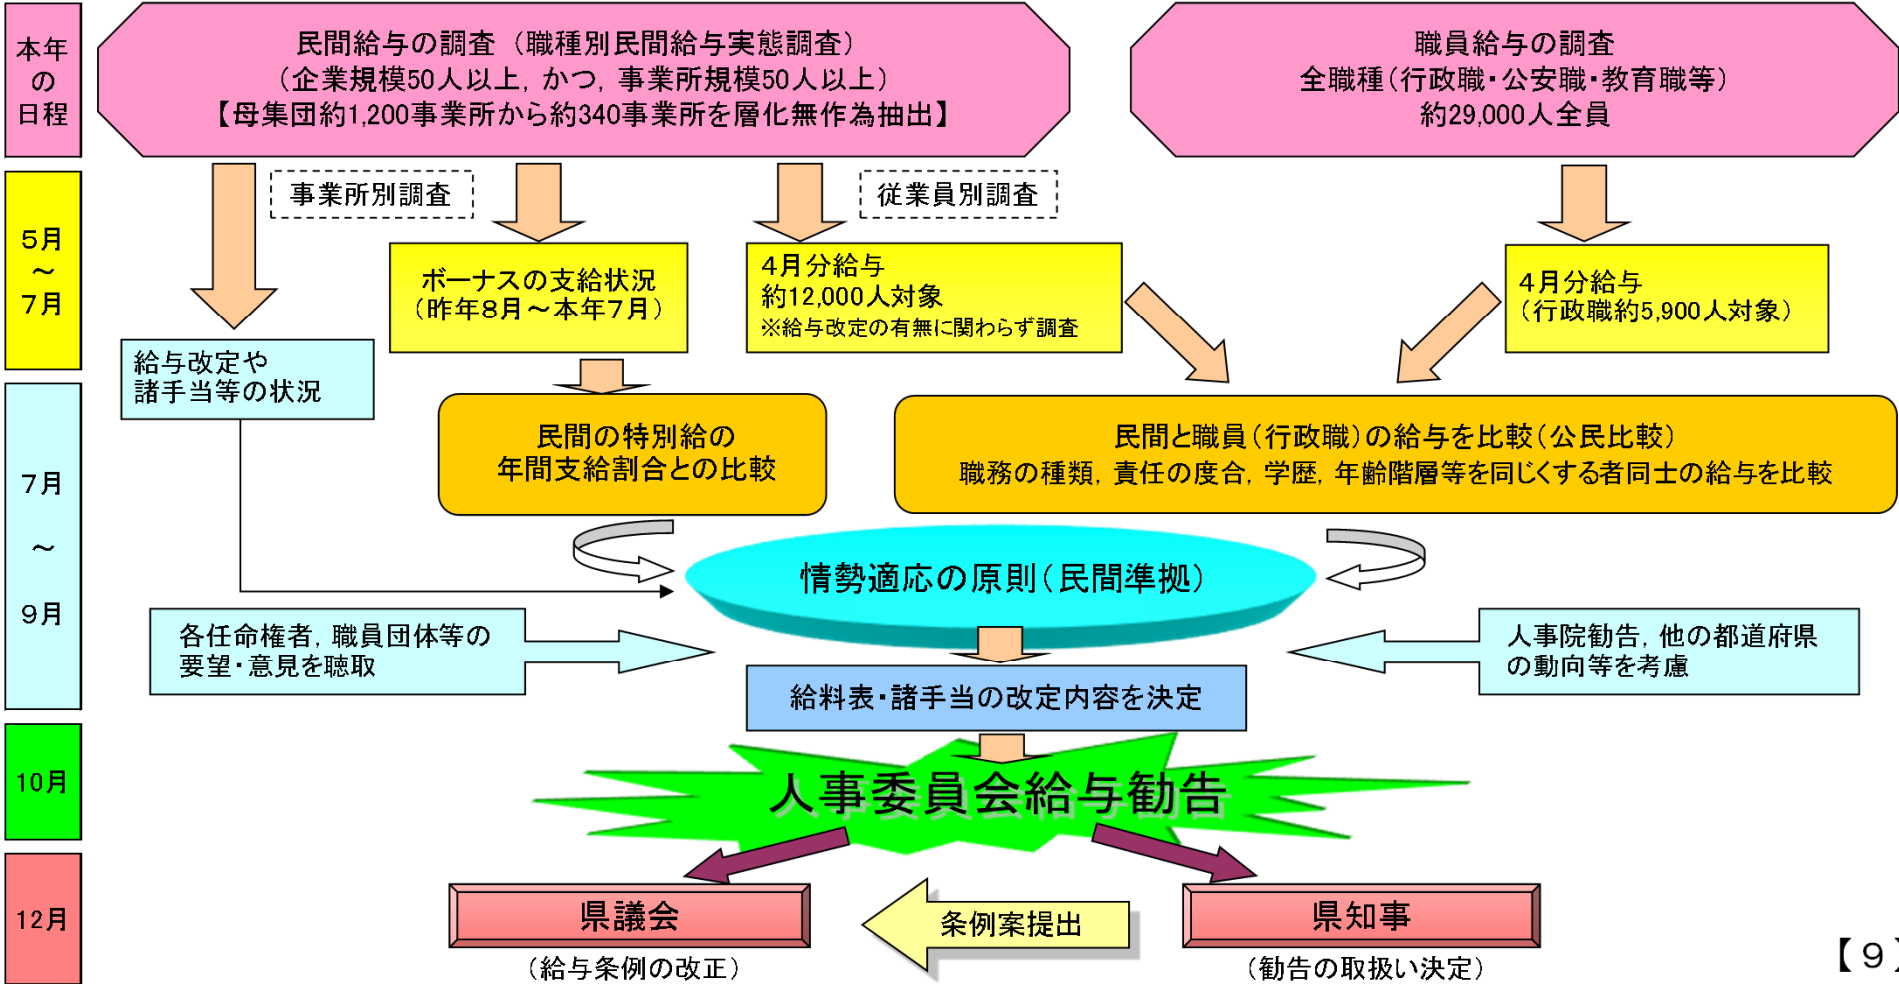 本年
の
日程
民間給与の調査（職種別民間給与実態調査）
（企業規模50人以上，かつ，事業所規模50人以上）
【母集団約1,200事業所から約340事業所を層化無作為抽出】
職員給与の調査
全職種（行政職・公安職・教育職等）
約29,000人全員
5月
～
7月
事業所別調査
従業員別調査
ボーナスの支給状況
（昨年8月～本年7月）
4月分給与
約12,000人対象
※給与改定の有無に関わらず調査
4月分給与
（行政職約5,900人対象）
給与改定や
諸手当等の状況
7月
～
9月
民間の特別給の
年間支給割合との比較
民間と職員（行政職）の給与を比較（公民比較）
職務の種類，責任の度合，学歴，年齢階層等を同じくする者同士の給与を比較
情勢適応の原則（民間準拠）
各任命権者，職員団体等の
要望・意見を聴取
人事院勧告，他の都道府県
の動向等を考慮
給料表・諸手当の改定内容を決定
10月
人事委員会給与勧告
12月
県議会
（給与条例の改正）
条例案提出
県知事
（勧告の取扱い決定）
【9】